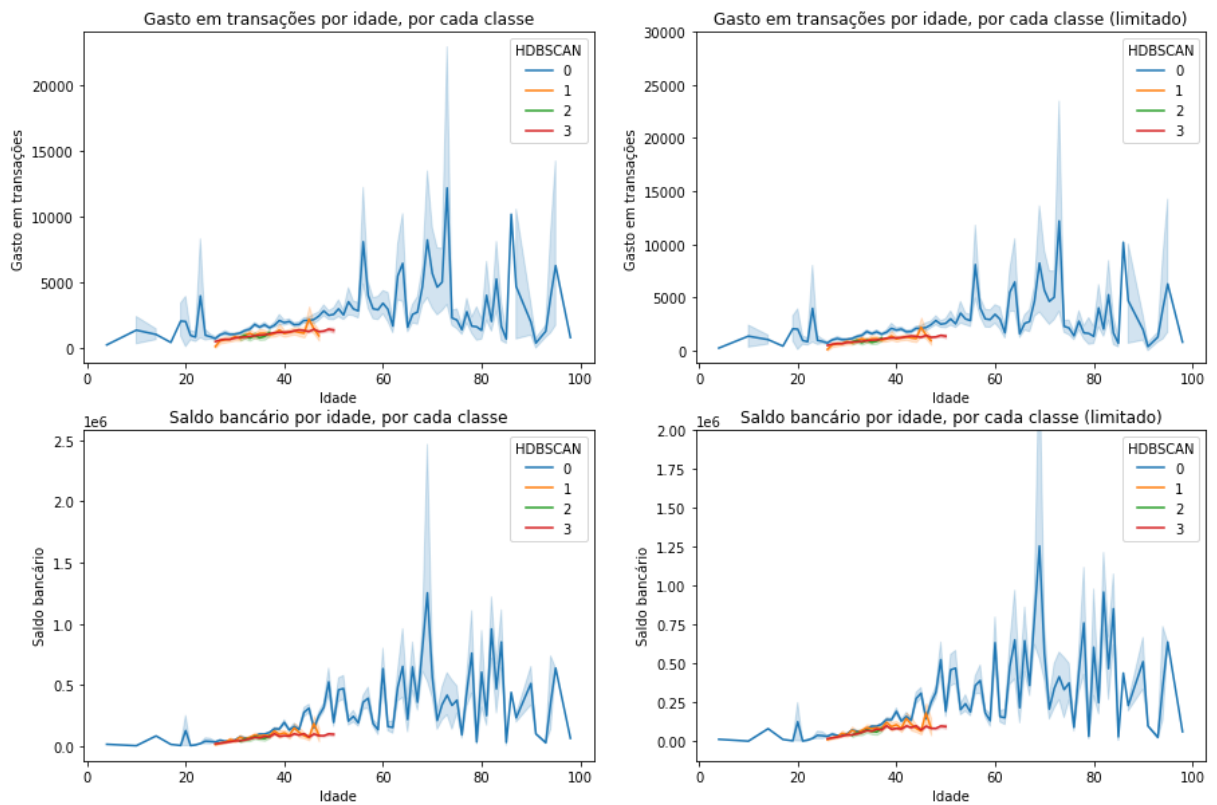 Gasto em transações por idade, por cada classe
Gasto em transações
20000
15000
10000
5000
0
HDBSCAN
0
1
2
3
0 20 40 60 80 100
Idade
Gasto em transações por idade, por cada classe (limitado)
Gasto em transações
30000
25000
20000
15000
10000
5000
0
HDBSCAN
0
1
2
3
0 20 40 60 80 100
Idade
Saldo bancário por idade, por cada classe
1e6
Saldo bancário
2.5
2.0
1.5
1.0
0.5
0.0
HDBSCAN
0
1
2
3
0 20 40 60 80 100
Idade
Saldo bancário por idade, por cada classe (limitado)
1e6
Saldo bancário
2.00
1.75
1.50
1.25
1.00
0.75
0.50
0.25
0.00
HDBSCAN
0
1
2
3
0 20 40 60 80 100
Idade